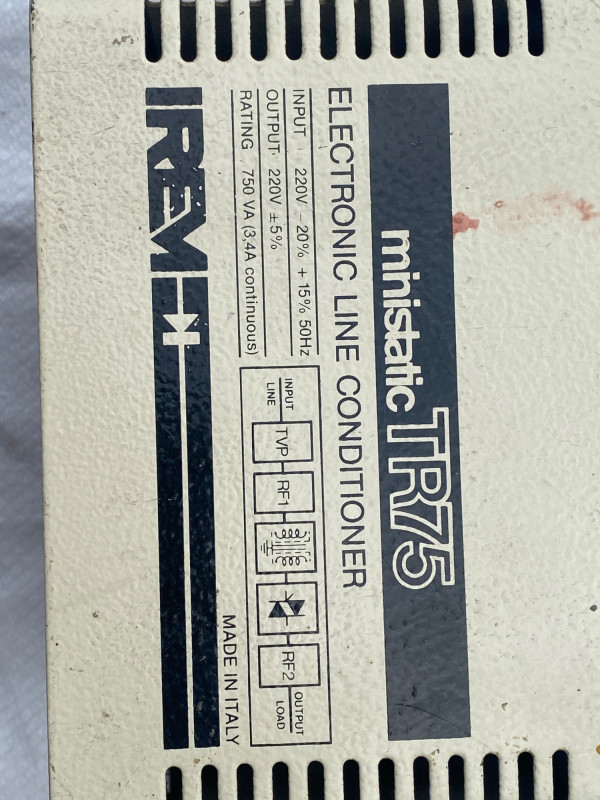 ministatic TR75
ELECTRONIC LINE CONDITIONER
INPUT : 220V - 20% + 15% 50Hz
OUTPUT: 220V ± 5%
RATING : 750 VA (3,4A continuous)
INPUT
LINE
TVP
RF1
RF2
OUTPUT
LOAD
MADE IN ITALY
IREM